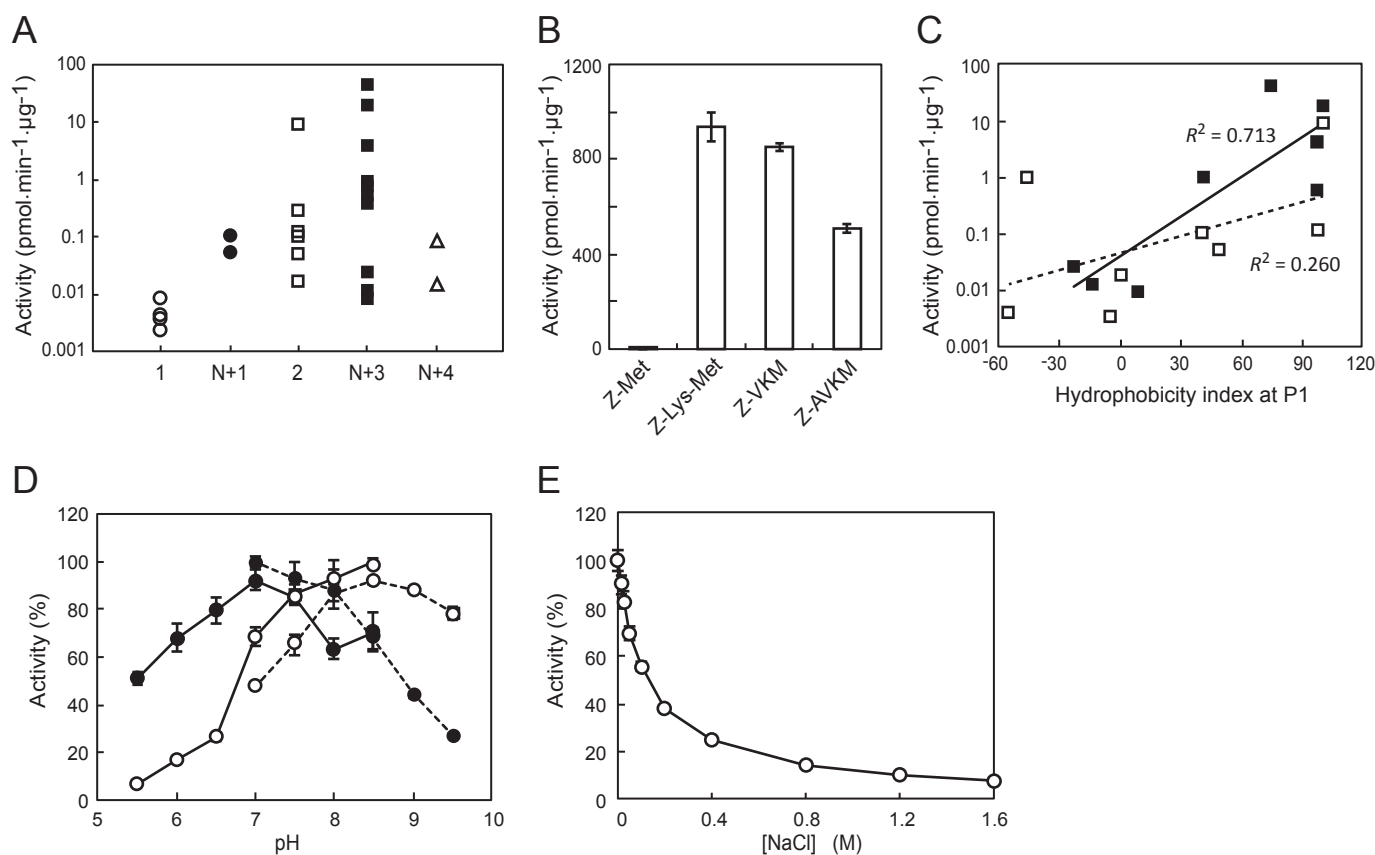 A
Activity (pmol·min⁻¹·µg⁻¹)
100
10
1
0.1
0.01
0.001
1 N+1 2 N+3 N+4
B
Activity (pmol·min⁻¹·µg⁻¹)
1200
800
400
0
Z-Met
Z-Lys-Met
Z-VKM
Z-AVKM
C
Activity (pmol·min⁻¹·µg⁻¹)
100
10
1
0.1
0.01
0.001
R² = 0.713
R² = 0.260
-60 -30 0 30 60 90 120
Hydrophobicity index at P1
D
Activity (%)
120
100
80
60
40
20
0
5 6 7 8 9 10
pH
E
Activity (%)
120
100
80
60
40
20
0
0 0.4 0.8 1.2 1.6
[NaCl] (M)